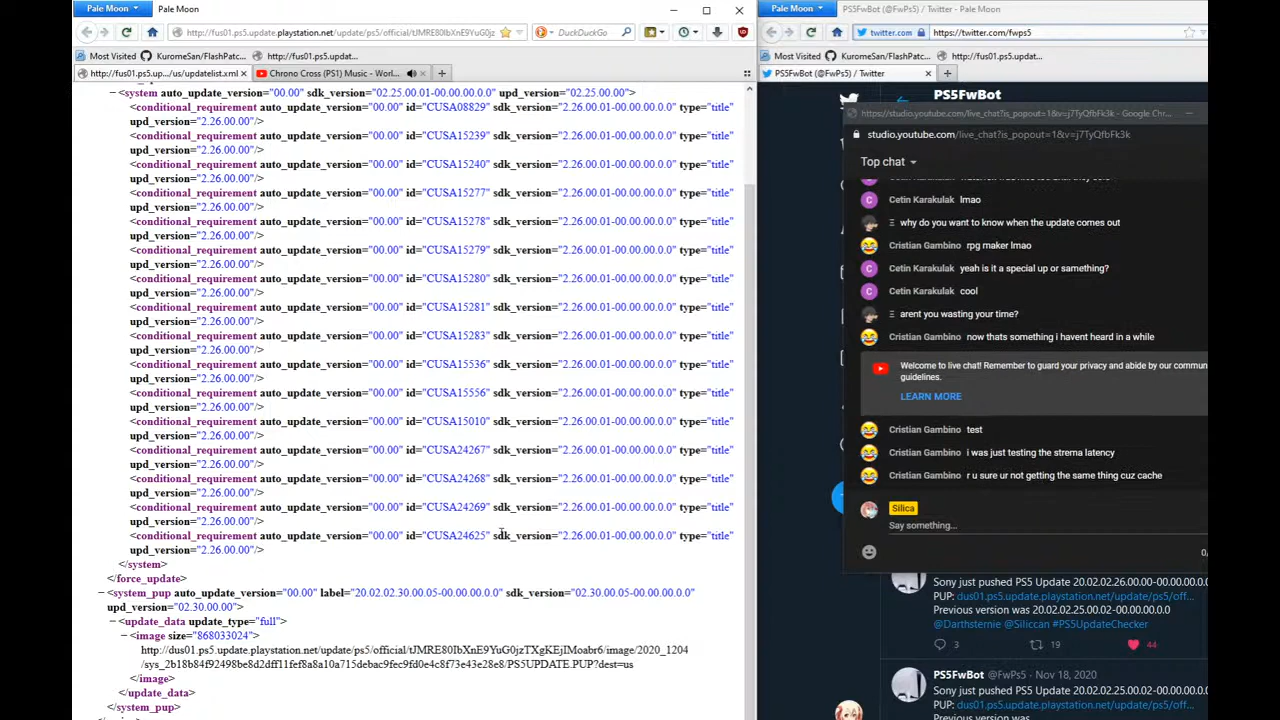 Pale Moon
http://fus01.ps5.update.playstation.net/update/ps5/official/tJMRE80IbXnE9YuG0jz
DuckDuckGo
Most Visited KuromeSan/FlashPatc... http://fus01.ps5.updat...
http://fus01.ps5.up.../us/updatelist.xml Chrono Cross (PS1) Music - Worl...
<system auto_update_version="00.00" sdk_version="02.25.00.01-00.00.00.0.0" upd_version="02.25.00.00">
<conditional_requirement auto_update_version="00.00" id="CUSA08829" sdk_version="2.26.00.01-00.00.00.0.0" type="title"
upd_version="2.26.00.00"/>
<conditional_requirement auto_update_version="00.00" id="CUSA15239" sdk_version="2.26.00.01-00.00.00.0.0" type="title"
upd_version="2.26.00.00"/>
<conditional_requirement auto_update_version="00.00" id="CUSA15240" sdk_version="2.26.00.01-00.00.00.0.0" type="title"
upd_version="2.26.00.00"/>
<conditional_requirement auto_update_version="00.00" id="CUSA15277" sdk_version="2.26.00.01-00.00.00.0.0" type="title"
upd_version="2.26.00.00"/>
<conditional_requirement auto_update_version="00.00" id="CUSA15278" sdk_version="2.26.00.01-00.00.00.0.0" type="title"
upd_version="2.26.00.00"/>
<conditional_requirement auto_update_version="00.00" id="CUSA15279" sdk_version="2.26.00.01-00.00.00.0.0" type="title"
upd_version="2.26.00.00"/>
<conditional_requirement auto_update_version="00.00" id="CUSA15280" sdk_version="2.26.00.01-00.00.00.0.0" type="title"
upd_version="2.26.00.00"/>
<conditional_requirement auto_update_version="00.00" id="CUSA15281" sdk_version="2.26.00.01-00.00.00.0.0" type="title"
upd_version="2.26.00.00"/>
<conditional_requirement auto_update_version="00.00" id="CUSA15283" sdk_version="2.26.00.01-00.00.00.0.0" type="title"
upd_version="2.26.00.00"/>
<conditional_requirement auto_update_version="00.00" id="CUSA15536" sdk_version="2.26.00.01-00.00.00.0.0" type="title"
upd_version="2.26.00.00"/>
<conditional_requirement auto_update_version="00.00" id="CUSA15556" sdk_version="2.26.00.01-00.00.00.0.0" type="title"
upd_version="2.26.00.00"/>
<conditional_requirement auto_update_version="00.00" id="CUSA15010" sdk_version="2.26.00.01-00.00.00.0.0" type="title"
upd_version="2.26.00.00"/>
<conditional_requirement auto_update_version="00.00" id="CUSA24267" sdk_version="2.26.00.01-00.00.00.0.0" type="title"
upd_version="2.26.00.00"/>
<conditional_requirement auto_update_version="00.00" id="CUSA24268" sdk_version="2.26.00.01-00.00.00.0.0" type="title"
upd_version="2.26.00.00"/>
<conditional_requirement auto_update_version="00.00" id="CUSA24269" sdk_version="2.26.00.01-00.00.00.0.0" type="title"
upd_version="2.26.00.00"/>
<conditional_requirement auto_update_version="00.00" id="CUSA24625" sdk_version="2.26.00.01-00.00.00.0.0" type="title"
upd_version="2.26.00.00"/>
</system>
</force_update>
<system_pup auto_update_version="00.00" label="20.02.02.30.00.05-00.00.00.0.0" sdk_version="02.30.00.05-00.00.00.0.0"
upd_version="02.30.00.00">
<update_data update_type="full">
<image size="868033024">
http://dus01.ps5.update.playstation.net/update/ps5/official/tJMRE80IbXnE9YuG0jzTXgKEjIMoabr6/image/2020_1204
/sys_2b18b84f92498be8d2dff11fef8a8a10a715debac9fec9fd0e4c8f73e43e28e8/PS5UPDATE.PUP?dest=us
</image>
</update_data>
</system_pup>
Pale Moon PS5FwBot (@FwPs5) / Twitter - Pale Moon
twitter.com https://twitter.com/fwps5
Most Visited KuromeSan/FlashPatc... http://fus01.ps5.updat...
PS5FwBot (@FwPs5) / Twitter
PS5FwBot
https://studio.youtube.com/live_chat?is_popout=1&v=j7TyQfbFk3k - Google Chr...
studio.youtube.com/live_chat?is_popout=1&v=j7TyQfbFk3k
Top chat
Cetin Karakulak lmao
Ξ why do you want to know when the update comes out
Cristian Gambino rpg maker lmao
Cetin Karakulak yeah is it a special up or samething?
Cetin Karakulak cool
Ξ arent you wasting your time?
Cristian Gambino now thats something i havent heard in a while
Welcome to live chat! Remember to guard your privacy and abide by our commun
guidelines.
LEARN MORE
Cristian Gambino test
Cristian Gambino i was just testing the strema latency
Cristian Gambino r u sure ur not getting the same thing cuz cache
Silica
Say something...
0/
Sony just pushed PS5 Update 20.02.02.26.00.00-00.00.00.0
PUP: dus01.ps5.update.playstation.net/update/ps5/off...
Previous version was 20.02.02.25.00.02-00.00.00.0.0
@Darthsternie @Siliccan #PS5UpdateChecker
3 19 44
PS5FwBot @FwPs5 · Nov 18, 2020
Sony just pushed PS5 Update 20.02.02.25.00.02-00.00.00.0
PUP: dus01.ps5.update.playstation.net/update/ps5/off...
Previous version was